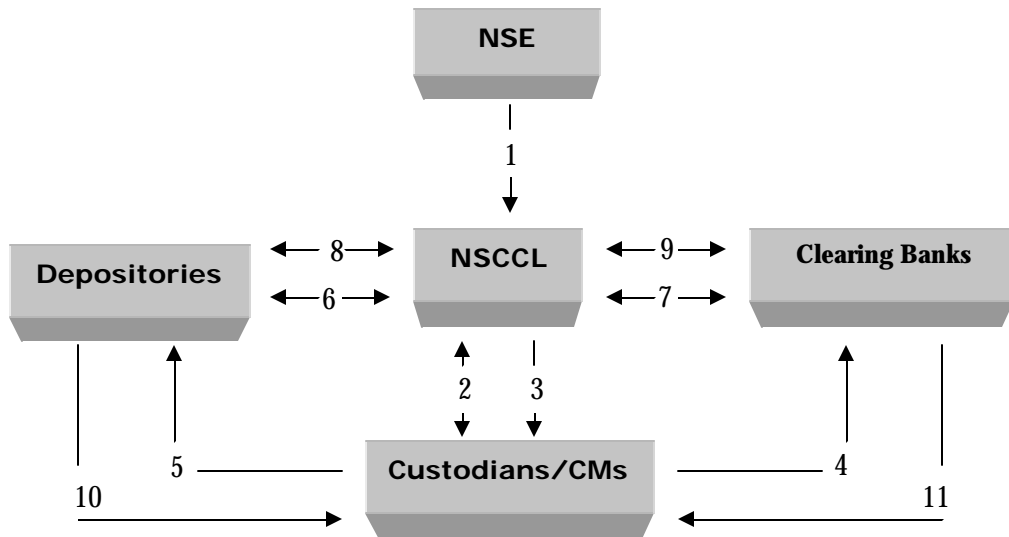 NSE
1
Depositories
8
6
NSCCL
9
7
Clearing Banks
2
3
5
Custodians/CMs
4
10
11